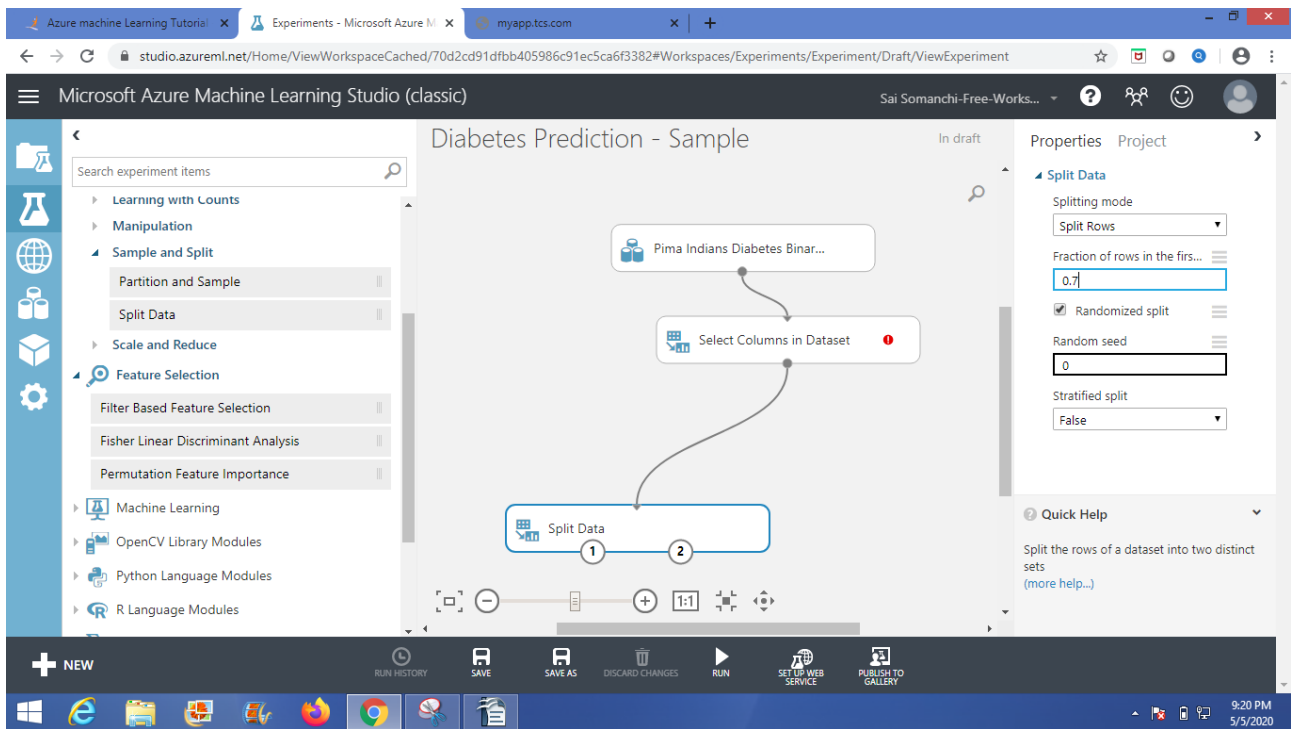 Azure machine Learning Tutorial
Experiments - Microsoft Azure M
myapp.tcs.com
studio.azureml.net/Home/ViewWorkspaceCached/70d2cd91dfbb405986c91ec5ca6f3382#Workspaces/Experiments/Experiment/Draft/ViewExperiment
Microsoft Azure Machine Learning Studio (classic)
Sai Somanchi-Free-Works...
Search experiment items
Learning with Counts
Manipulation
Sample and Split
Partition and Sample
Split Data
Scale and Reduce
Feature Selection
Filter Based Feature Selection
Fisher Linear Discriminant Analysis
Permutation Feature Importance
Machine Learning
OpenCV Library Modules
Python Language Modules
R Language Modules
Diabetes Prediction - Sample
In draft
Pima Indians Diabetes Binar...
Select Columns in Dataset
Split Data
1 2
1:1
Properties Project
Split Data
Splitting mode
Split Rows
Fraction of rows in the firs...
0.7
Randomized split
Random seed
0
Stratified split
False
Quick Help
Split the rows of a dataset into two distinct
sets
(more help...)
NEW
RUN HISTORY
SAVE
SAVE AS
DISCARD CHANGES
RUN
SET UP WEB
SERVICE
PUBLISH TO
GALLERY
9:20 PM
5/5/2020